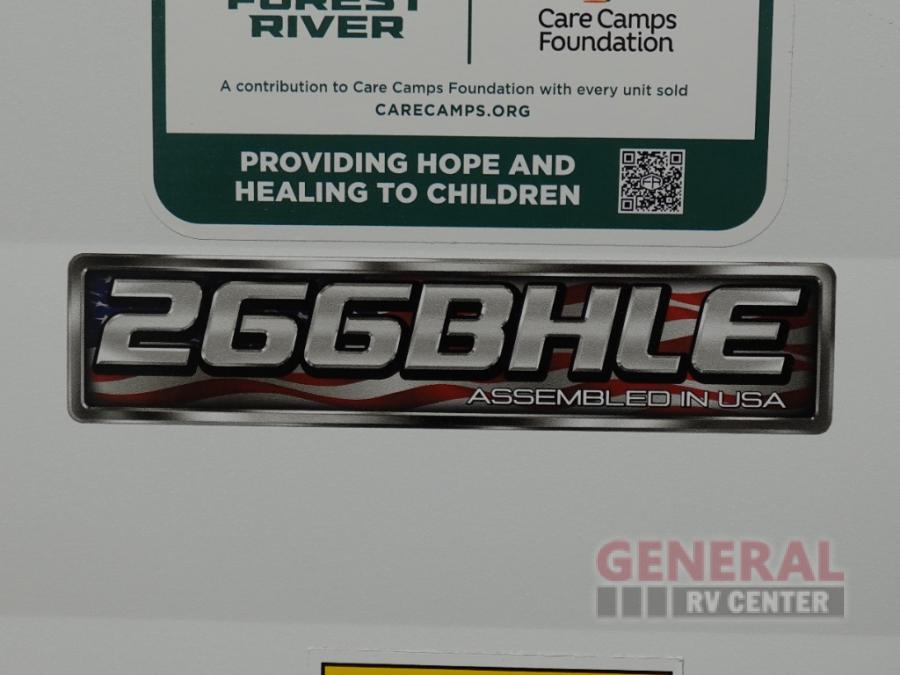 FOREST
RIVER
Care Camps
Foundation
A contribution to Care Camps Foundation with every unit sold
CARECAMPS.ORG
PROVIDING HOPE AND
HEALING TO CHILDREN
266BHLE
ASSEMBLED IN USA
GENERAL
RV CENTER